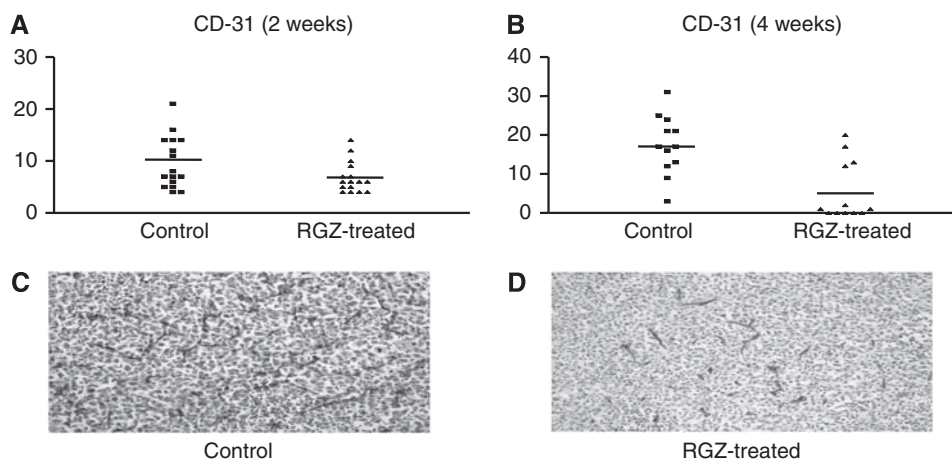 A CD-31 (2 weeks)
30
20
10
0
Control RGZ-treated
B CD-31 (4 weeks)
40
30
20
10
0
Control RGZ-treated
C
Control
D
RGZ-treated